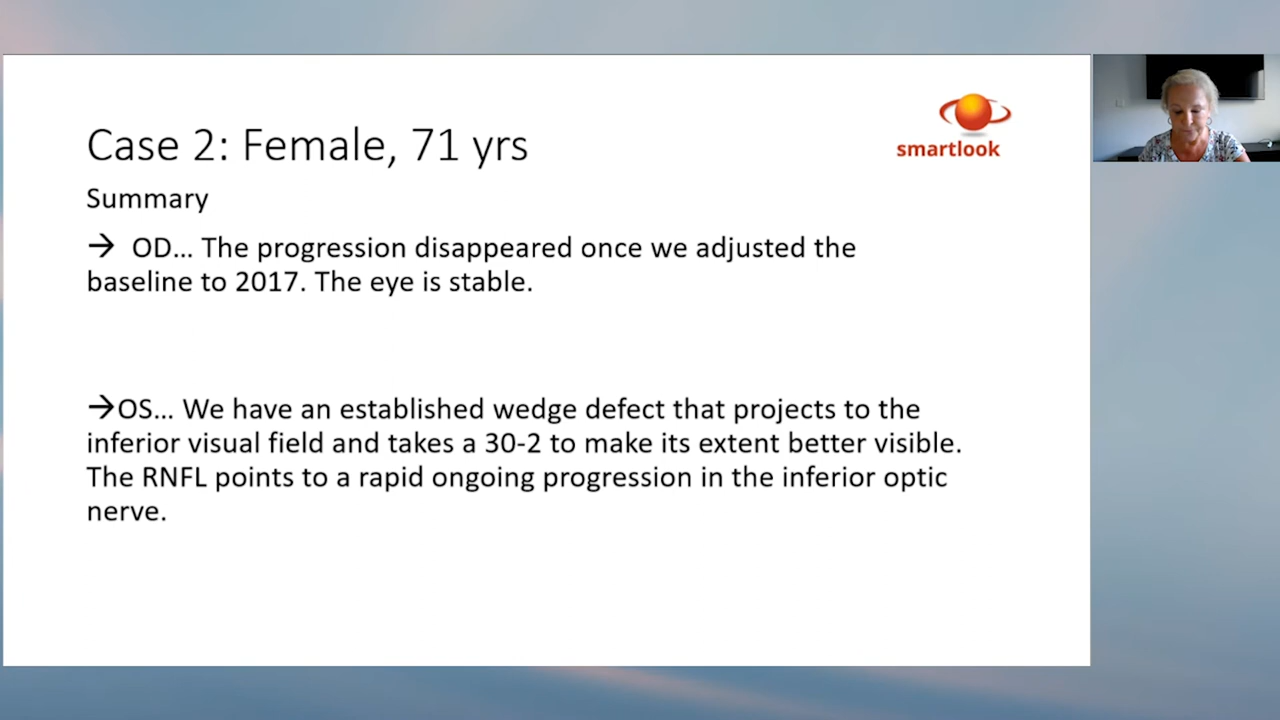 Case 2: Female, 71 yrs
smartlook
Summary
→ OD... The progression disappeared once we adjusted the
baseline to 2017. The eye is stable.
→OS... We have an established wedge defect that projects to the
inferior visual field and takes a 30-2 to make its extent better visible.
The RNFL points to a rapid ongoing progression in the inferior optic
nerve.